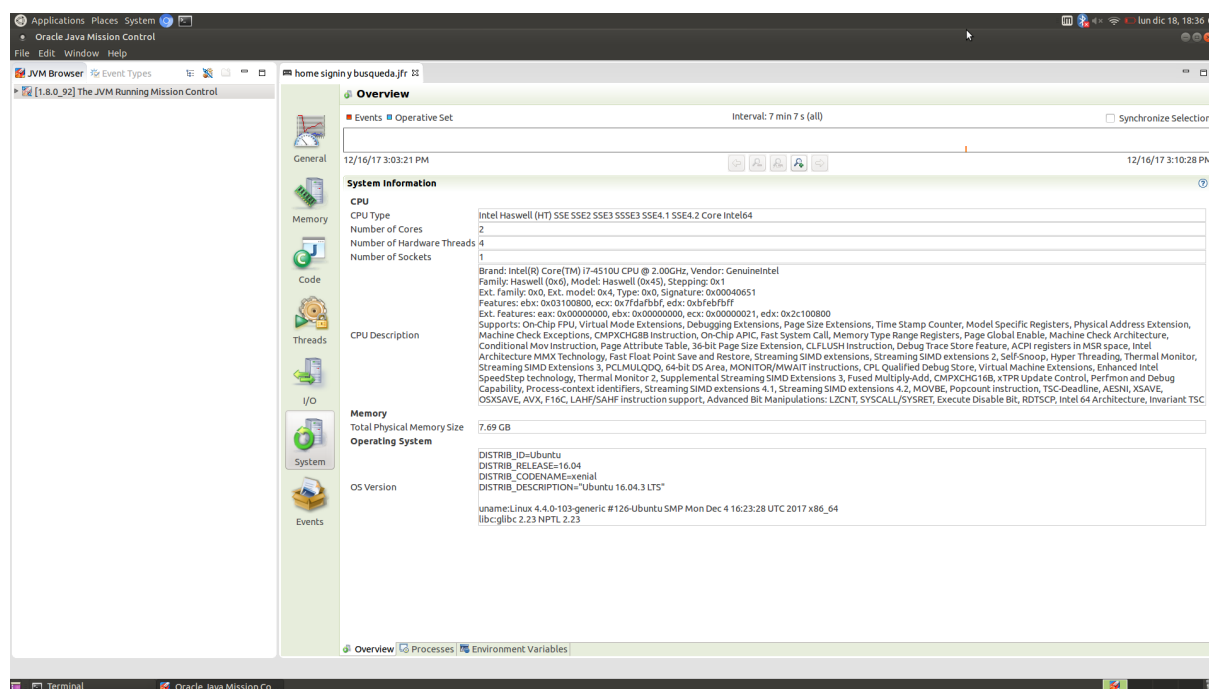 Applications Places System
lun dic 18, 18:36
Oracle Java Mission Control
File Edit Window Help
JVM Browser Event Types
home signin y busqueda.jfr
[1.8.0_92] The JVM Running Mission Control
Overview
Events Operative Set
Interval: 7 min 7 s (all)
Synchronize Selection
12/16/17 3:03:21 PM
12/16/17 3:10:28 PM
General
Memory
Code
Threads
I/O
System
Events
System Information
CPU
CPU Type Intel Haswell (HT) SSE SSE2 SSE3 SSSE3 SSE4.1 SSE4.2 Core Intel64
Number of Cores 2
Number of Hardware Threads 4
Number of Sockets 1
CPU Description
Brand: Intel(R) Core(TM) i7-4510U CPU @ 2.00GHz, Vendor: GenuineIntel
Family: Haswell (0x6), Model: Haswell (0x45), Stepping: 0x1
Ext. family: 0x0, Ext. model: 0x4, Type: 0x0, Signature: 0x00040651
Features: ebx: 0x03100800, ecx: 0x7fdafbbf, edx: 0xbfebfbff
Ext. features: eax: 0x00000000, ebx: 0x00000000, ecx: 0x00000021, edx: 0x2c100800
Supports: On-Chip FPU, Virtual Mode Extensions, Debugging Extensions, Page Size Extensions, Time Stamp Counter, Model Specific Registers, Physical Address Extension,
Machine Check Exceptions, CMPXCHG8B Instruction, On-Chip APIC, Fast System Call, Memory Type Range Registers, Page Global Enable, Machine Check Architecture,
Conditional Mov Instruction, Page Attribute Table, 36-bit Page Size Extension, CLFLUSH Instruction, Debug Trace Store feature, ACPI registers in MSR space, Intel
Architecture MMX Technology, Fast Float Point Save and Restore, Streaming SIMD extensions, Streaming SIMD extensions 2, Self-Snoop, Hyper Threading, Thermal Monitor,
Streaming SIMD Extensions 3, PCLMULQDQ, 64-bit DS Area, MONITOR/MWAIT instructions, CPL Qualified Debug Store, Virtual Machine Extensions, Enhanced Intel
SpeedStep technology, Thermal Monitor 2, Supplemental Streaming SIMD Extensions 3, Fused Multiply-Add, CMPXCHG16B, xTPR Update Control, Perfmon and Debug
Capability, Process-context identifiers, Streaming SIMD extensions 4.1, Streaming SIMD extensions 4.2, MOVBE, Popcount instruction, TSC-Deadline, AESNI, XSAVE,
OSXSAVE, AVX, F16C, LAHF/SAHF instruction support, Advanced Bit Manipulations: LZCNT, SYSCALL/SYSRET, Execute Disable Bit, RDTSCP, Intel 64 Architecture, Invariant TSC
Memory
Total Physical Memory Size 7.69 GB
Operating System
OS Version
DISTRIB_ID=Ubuntu
DISTRIB_RELEASE=16.04
DISTRIB_CODENAME=xenial
DISTRIB_DESCRIPTION="Ubuntu 16.04.3 LTS"
uname:Linux 4.4.0-103-generic #126-Ubuntu SMP Mon Dec 4 16:23:28 UTC 2017 x86_64
libc:glibc 2.23 NPTL 2.23
Overview Processes Environment Variables
Terminal
Oracle Java Mission Co